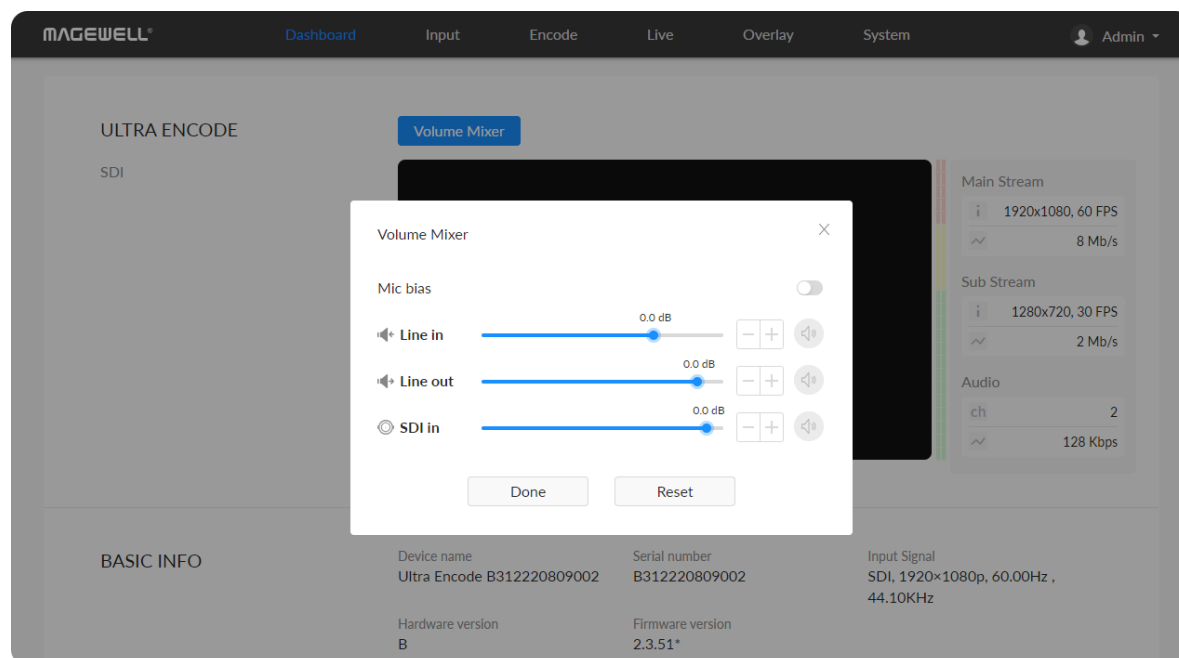 MAGEWELL®
Dashboard Input Encode Live Overlay System Admin
ULTRA ENCODE
Volume Mixer
SDI
Main Stream
i 1920x1080, 60 FPS
8 Mb/s
Sub Stream
i 1280x720, 30 FPS
2 Mb/s
Audio
ch 2
128 Kbps
Volume Mixer
Mic bias
0.0 dB
Line in
0.0 dB
Line out
0.0 dB
SDI in
Done Reset
BASIC INFO
Device name
Ultra Encode B312220809002
Serial number
B312220809002
Input Signal
SDI, 1920×1080p, 60.00Hz ,
44.10KHz
Hardware version
B
Firmware version
2.3.51*